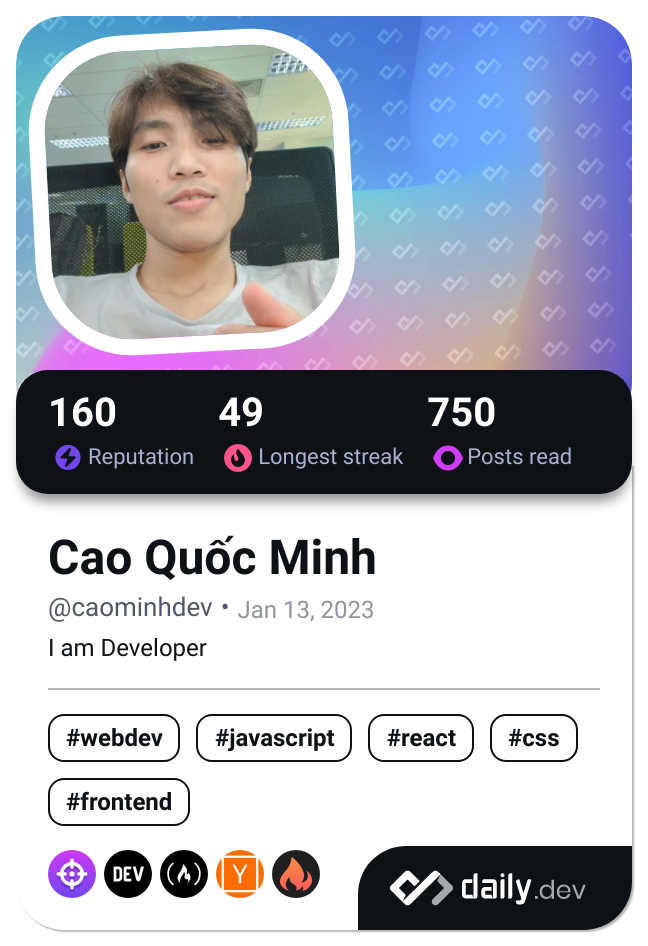 160 49 750
Reputation Longest streak Posts read
Cao Quốc Minh
@caominhdev • Jan 13, 2023
I am Developer
#webdev #javascript #react #css
#frontend
DEV Y daily.dev